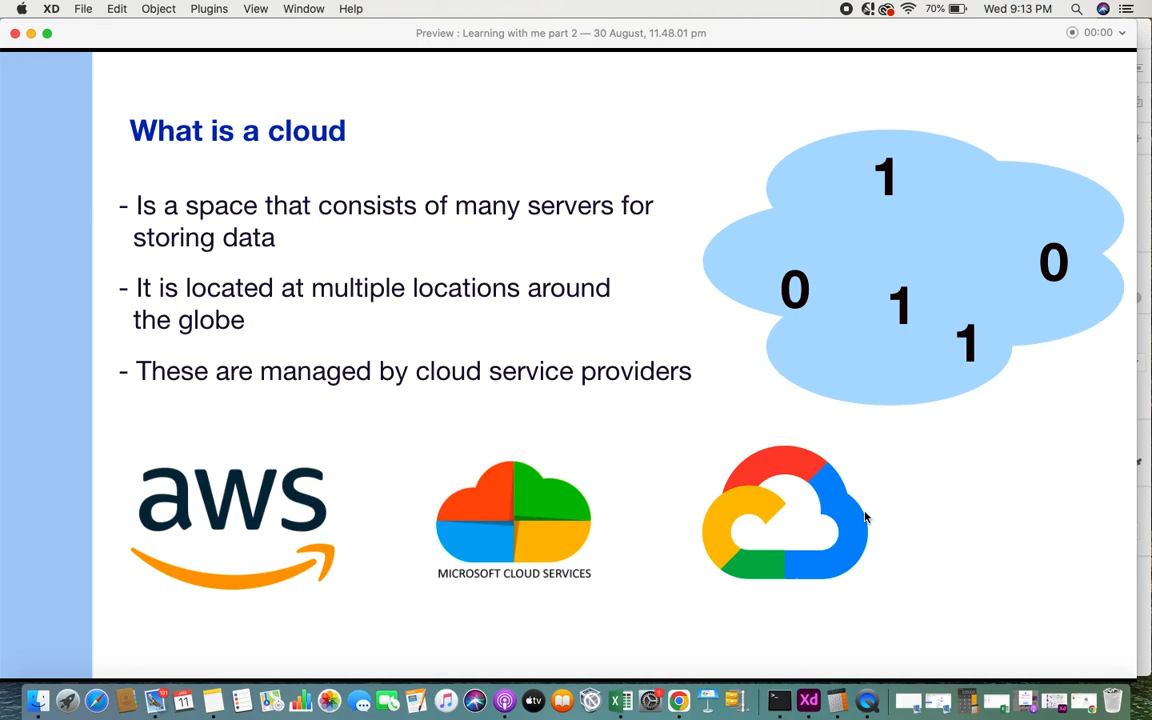 XD File Edit Object Plugins View Window Help 70% Wed 9:13 PM
Preview : Learning with me part 2 — 30 August, 11.48.01 pm 00:00
What is a cloud
- Is a space that consists of many servers for
storing data
- It is located at multiple locations around
the globe
- These are managed by cloud service providers
1
0
0
1
1
aws
MICROSOFT CLOUD SERVICES
tv
Xd